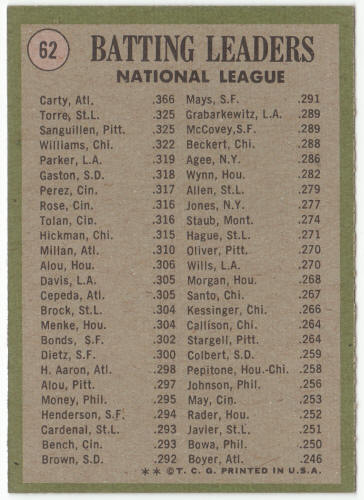 62
BATTING LEADERS
NATIONAL LEAGUE
Carty, Atl. .366
Torre, St.L. .325
Sanguillen, Pitt. .325
Williams, Chi. .322
Parker, L.A. .319
Gaston, S.D. .318
Perez, Cin. .317
Rose, Cin. .316
Tolan, Cin. .316
Hickman, Chi. .315
Millan, Atl. .310
Alou, Hou. .306
Davis, L.A. .305
Cepeda, Atl. .305
Brock, St.L. .304
Menke, Hou. .304
Bonds, S.F. .302
Dietz, S.F. .300
H. Aaron, Atl. .298
Alou, Pitt. .297
Money, Phil. .295
Henderson, S.F. .294
Cardenal, St.L. .293
Bench, Cin. .293
Brown, S.D. .292
Mays, S.F. .291
Grabarkewitz, L.A. .289
McCovey, S.F. .289
Beckert, Chi. .288
Agee, N.Y. .286
Wynn, Hou. .282
Allen, St.L. .279
Jones, N.Y. .277
Staub, Mont. .274
Hague, St.L. .271
Oliver, Pitt. .270
Wills, L.A. .270
Morgan, Hou. .268
Santo, Chi. .267
Kessinger, Chi. .266
Callison, Chi. .264
Stargell, Pitt. .264
Colbert, S.D. .259
Pepitone, Hou.-Chi. .258
Johnson, Phil. .256
May, Cin. .253
Rader, Hou. .252
Javier, St.L. .251
Bowa, Phil. .250
Boyer, Atl. .246
** © T. C. G. PRINTED IN U.S.A.